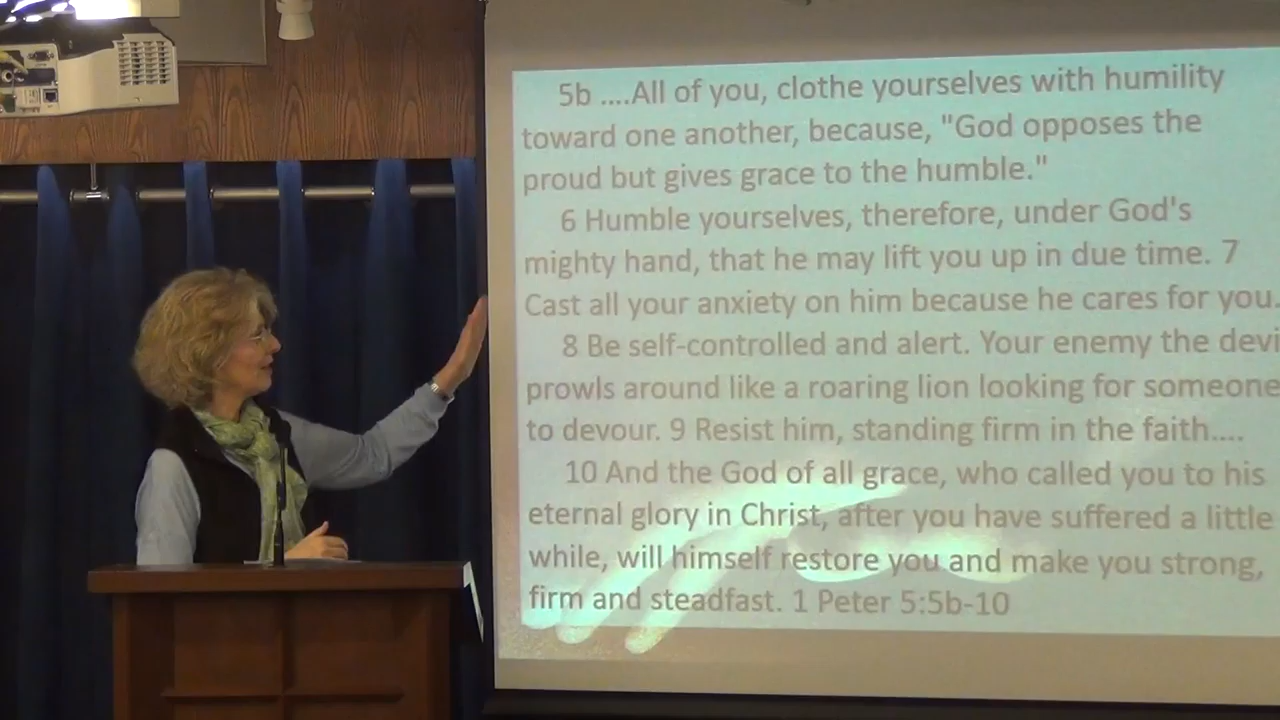 5b ....All of you, clothe yourselves with humility
toward one another, because, "God opposes the
proud but gives grace to the humble."
6 Humble yourselves, therefore, under God's
mighty hand, that he may lift you up in due time. 7
Cast all your anxiety on him because he cares for you.
8 Be self-controlled and alert. Your enemy the devi
prowls around like a roaring lion looking for someone
to devour. 9 Resist him, standing firm in the faith....
10 And the God of all grace, who called you to his
eternal glory in Christ, after you have suffered a little
while, will himself restore you and make you strong,
firm and steadfast. 1 Peter 5:5b-10